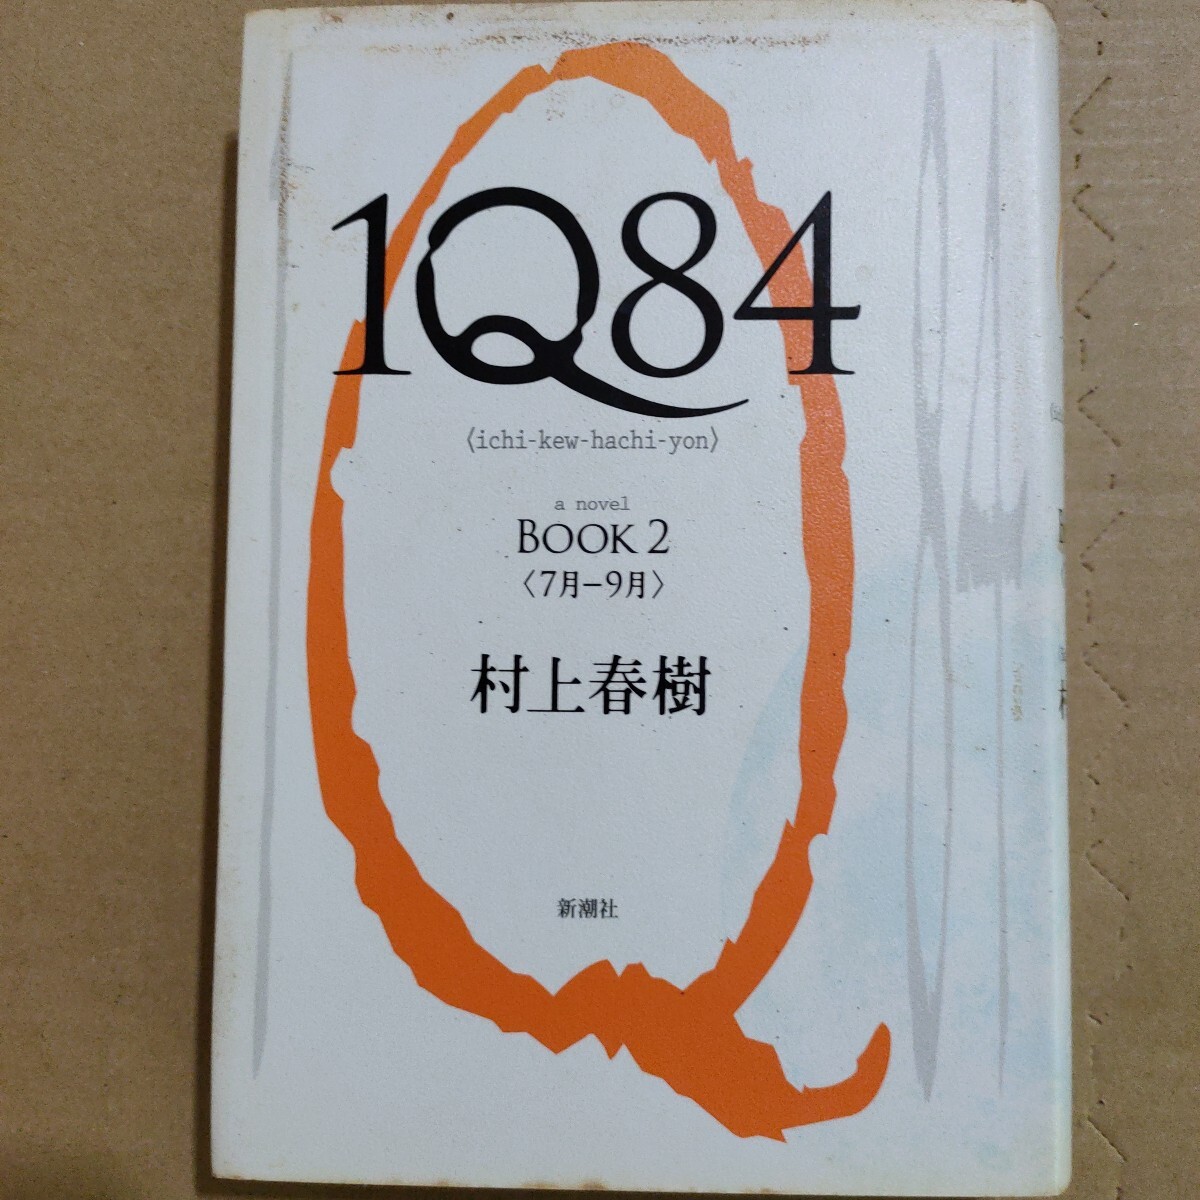 1Q84
〈ichi-kew-hachi-yon〉
a novel
BOOK 2
〈7月–9月〉
村上春樹
新潮社